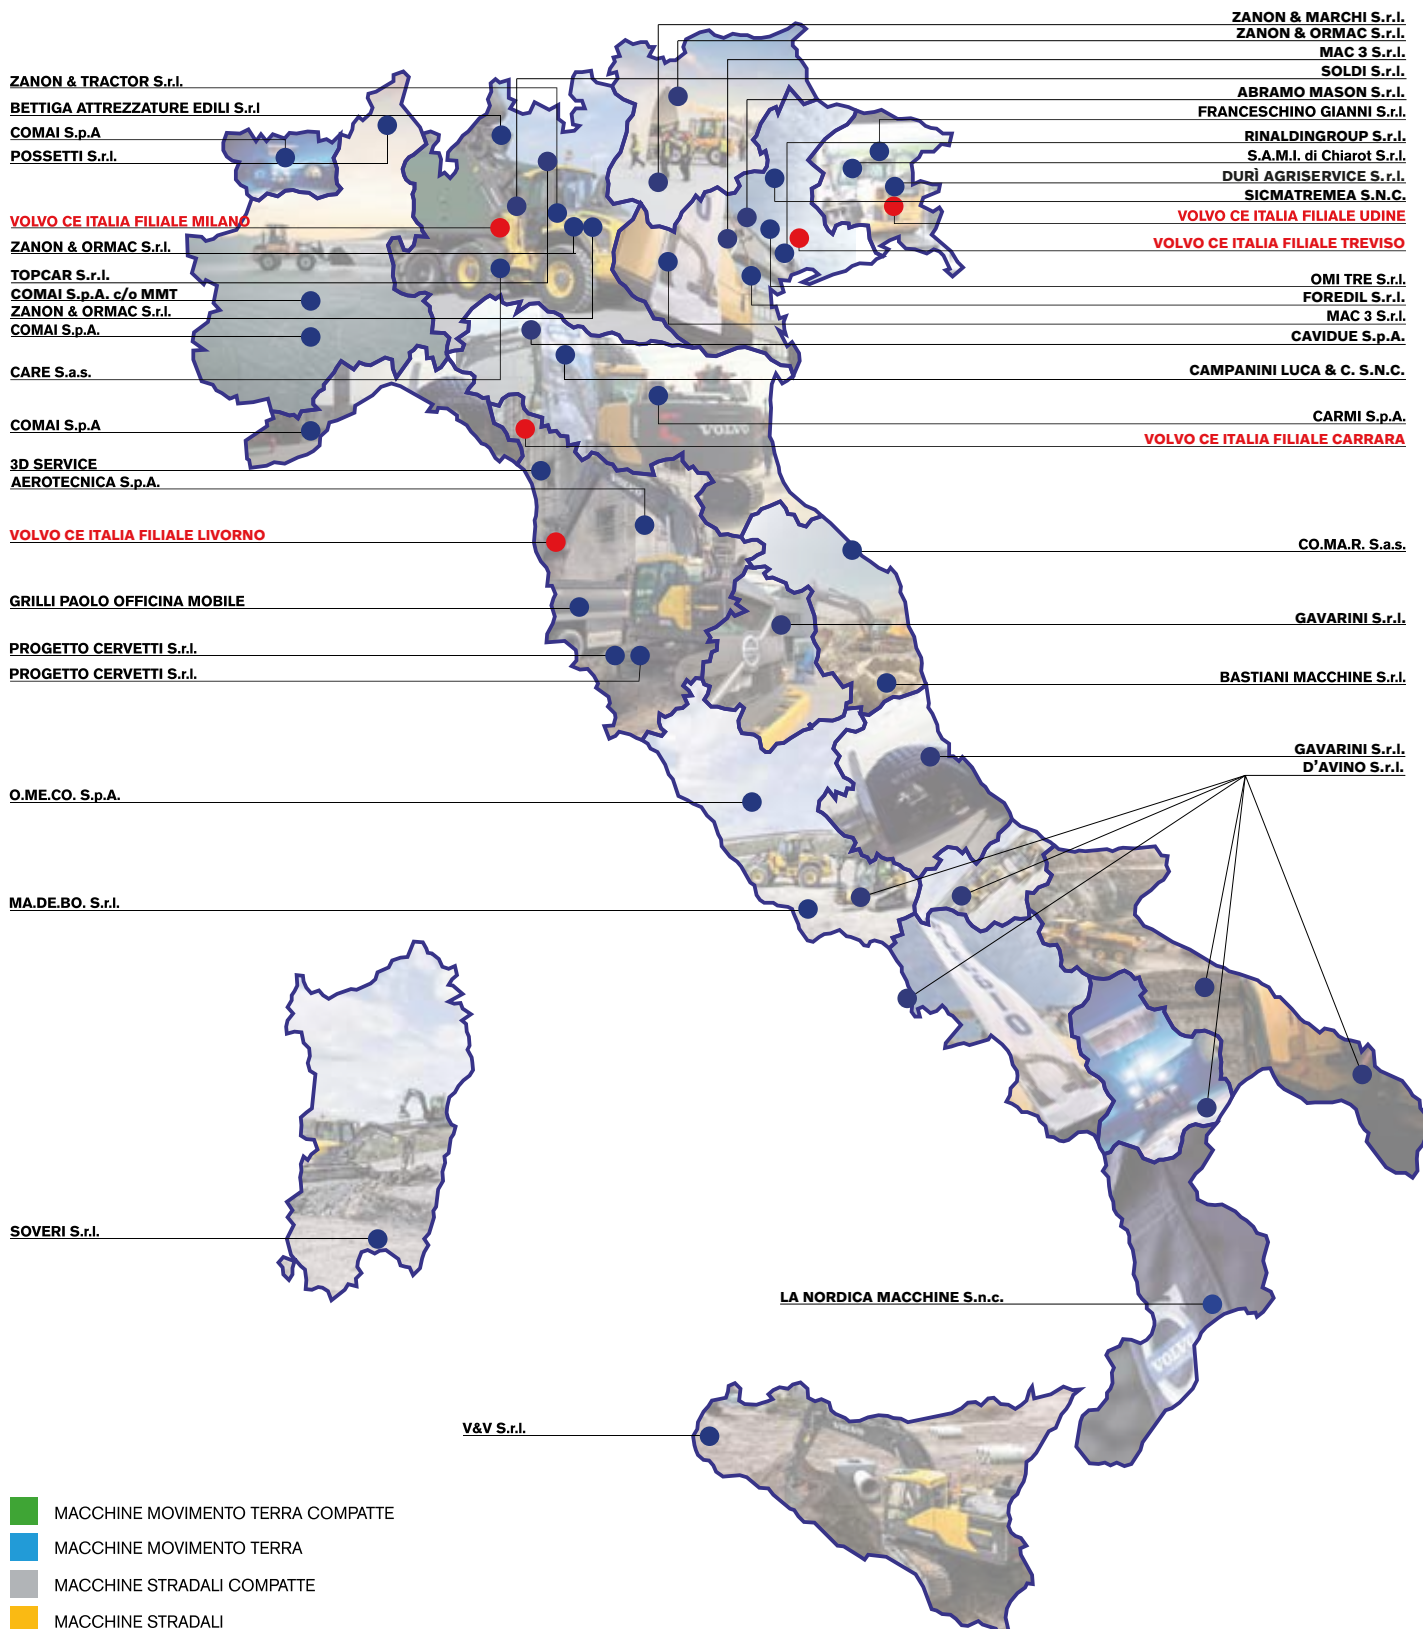 ZANON & MARCHI S.r.l.
ZANON & ORMAC S.r.l.
MAC 3 S.r.l.
SOLDI S.r.l.
ABRAMO MASON S.r.l.
FRANCESCHINO GIANNI S.r.l.
RINALDINGROUP S.r.l.
S.A.M.I. di Chiarot S.r.l.
DURÌ AGRISERVICE S.r.l.
SICMATREMEA S.N.C.
VOLVO CE ITALIA FILIALE UDINE
VOLVO CE ITALIA FILIALE TREVISO
OMI TRE S.r.l.
FOREDIL S.r.l.
MAC 3 S.r.l.
CAVIDUE S.p.A.
CAMPANINI LUCA & C. S.N.C.
CARMI S.p.A.
VOLVO CE ITALIA FILIALE CARRARA
CO.MA.R. S.a.s.
GAVARINI S.r.l.
BASTIANI MACCHINE S.r.l.
GAVARINI S.r.l.
D'AVINO S.r.l.
ZANON & TRACTOR S.r.l.
BETTIGA ATTREZZATURE EDILI S.r.l
COMAI S.p.A
POSSETTI S.r.l.
VOLVO CE ITALIA FILIALE MILANO
ZANON & ORMAC S.r.l.
TOPCAR S.r.l.
COMAI S.p.A. c/o MMT
ZANON & ORMAC S.r.l.
COMAI S.p.A.
CARE S.a.s.
COMAI S.p.A
3D SERVICE
AEROTECNICA S.p.A.
VOLVO CE ITALIA FILIALE LIVORNO
GRILLI PAOLO OFFICINA MOBILE
PROGETTO CERVETTI S.r.l.
PROGETTO CERVETTI S.r.l.
O.ME.CO. S.p.A.
MA.DE.BO. S.r.l.
SOVERI S.r.l.
LA NORDICA MACCHINE S.n.c.
V&V S.r.l.
VOLVO
VOLVO
MACCHINE MOVIMENTO TERRA COMPATTE
MACCHINE MOVIMENTO TERRA
MACCHINE STRADALI COMPATTE
MACCHINE STRADALI